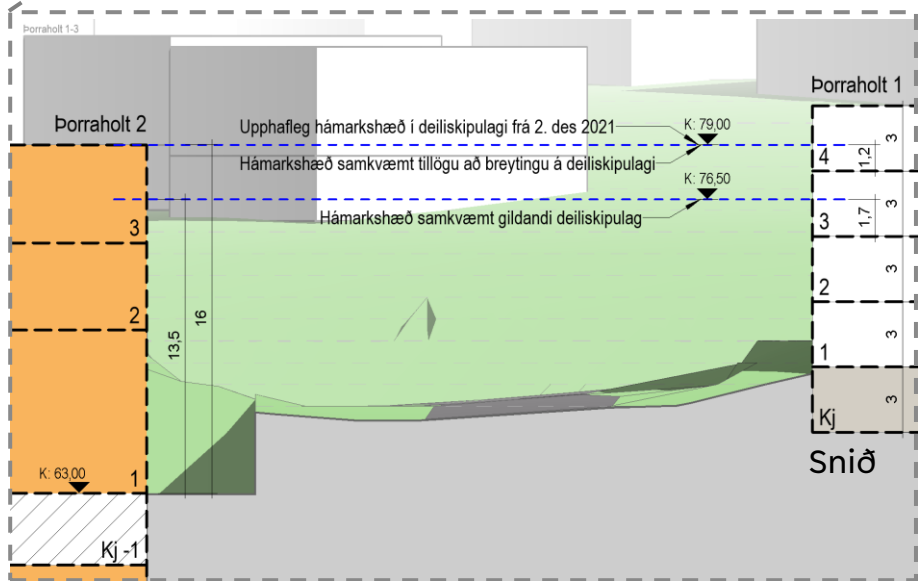 Þorraholt 1-3
Þorraholt 1
Þorraholt 2
Upphafleg hámarkshæð í deiliskipulagi frá 2. des 2021
K: 79,00
3
4
1,2
Hámarkshæð samkvæmt tillögu að breytingu á deiliskipulagi
K: 76,50
3
Hámarkshæð samkvæmt gildandi deiliskipulag
3
3
1,7
3
2
2
13,5
16
3
1
3
Kj
Snið
K: 63,00
1
Kj -1